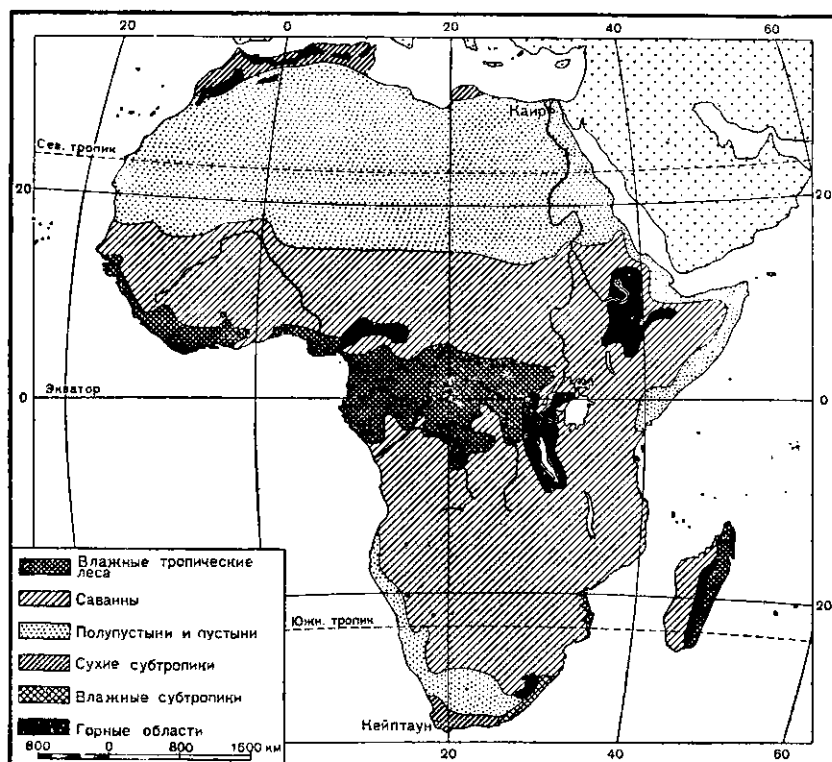 20 0 20 40 60
Каир
Сев. тропик
20 20
Экватор
0 0
Влажные тропические
леса
Саванны
20
Южн. тропик
Полупустыни и пустыни
Сухие субтропики
Влажные субтропики
Горные области
Кейптаун
800 0 800 1600 км
20 40 60